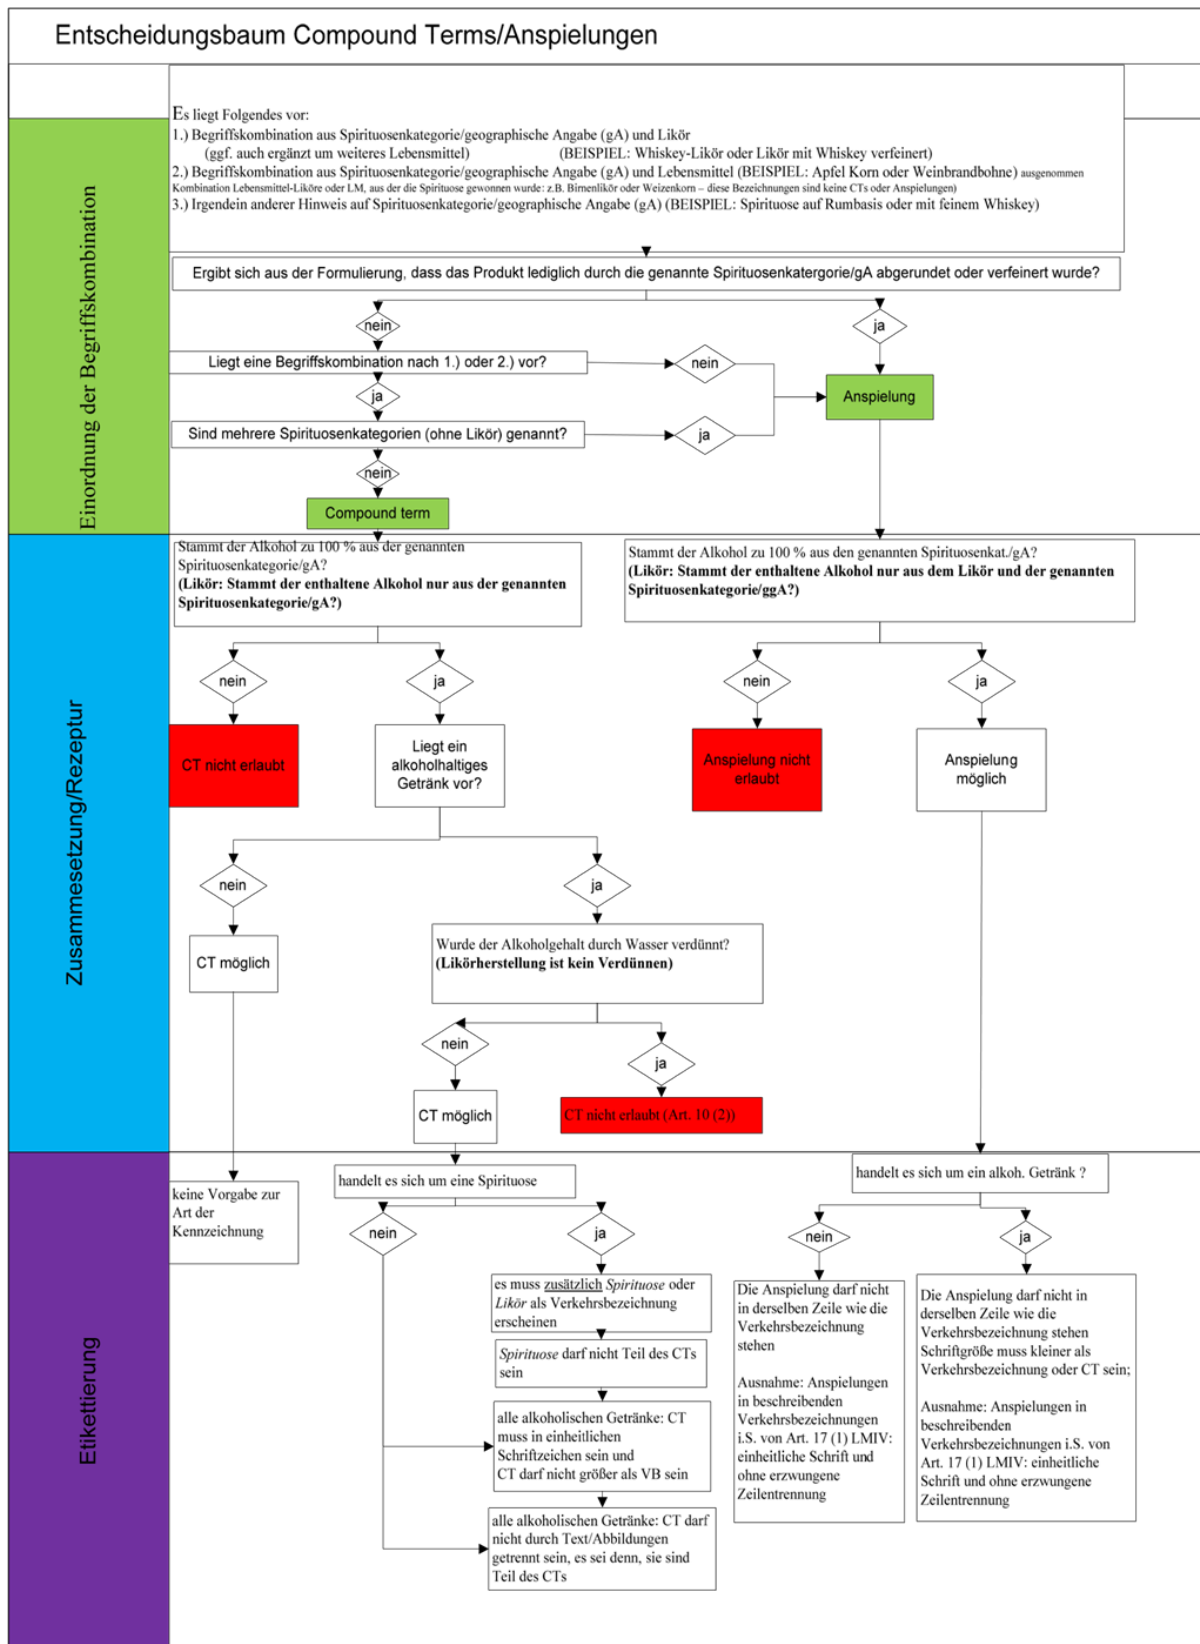 Entscheidungsbaum Compound Terms/Anspielungen
Einordnung der Begriffskombination
Es liegt Folgendes vor:
1.) Begriffskombination aus Spirituosenkategorie/geographische Angabe (gA) und Likör
(ggf. auch ergänzt um weiteres Lebensmittel) (BEISPIEL: Whiskey-Likör oder Likör mit Whiskey verfeinert)
2.) Begriffskombination aus Spirituosenkategorie/geographische Angabe (gA) und Lebensmittel (BEISPIEL: Apfel Korn oder Weinbrandbohne) ausgenommen
Kombination Lebensmittel-Liköre oder LM, aus der die Spirituose gewonnen wurde: z.B. Birnenlikör oder Weizenkorn – diese Bezeichnungen sind keine CTs oder Anspielungen)
3.) Irgendein anderer Hinweis auf Spirituosenkategorie/geographische Angabe (gA) (BEISPIEL: Spirituose auf Rumbasis oder mit feinem Whiskey)
Ergibt sich aus der Formulierung, dass das Produkt lediglich durch die genannte Spirituosenkatergorie/gA abgerundet oder verfeinert wurde?
nein
ja
Liegt eine Begriffskombination nach 1.) oder 2.) vor?
nein
ja
Anspielung
Sind mehrere Spirituosenkategorien (ohne Likör) genannt?
ja
nein
Compound term
Zusammesetzung/Rezeptur
Stammt der Alkohol zu 100 % aus der genannten
Spirituosenkategorie/gA?
(Likör: Stammt der enthaltene Alkohol nur aus der genannten
Spirituosenkategorie/gA?)
Stammt der Alkohol zu 100 % aus den genannten Spirituosenkat./gA?
(Likör: Stammt der enthaltene Alkohol nur aus dem Likör und der genannten
Spirituosenkategorie/ggA?)
nein
ja
nein
ja
CT nicht erlaubt
Liegt ein
alkoholhaltiges
Getränk vor?
Anspielung nicht
erlaubt
Anspielung
möglich
nein
ja
CT möglich
Wurde der Alkoholgehalt durch Wasser verdünnt?
(Likörherstellung ist kein Verdünnen)
nein
ja
CT möglich
CT nicht erlaubt (Art. 10 (2))
Etikettierung
keine Vorgabe zur
Art der
Kennzeichnung
handelt es sich um eine Spirituose
nein
ja
es muss zusätzlich Spirituose oder
Likör als Verkehrsbezeichnung
erscheinen
Spirituose darf nicht Teil des CTs
sein
alle alkoholischen Getränke: CT
muss in einheitlichen
Schriftzeichen sein und
CT darf nicht größer als VB sein
alle alkoholischen Getränke: CT darf
nicht durch Text/Abbildungen
getrennt sein, es sei denn, sie sind
Teil des CTs
handelt es sich um ein alkoh. Getränk ?
nein
ja
Die Anspielung darf nicht
in derselben Zeile wie die
Verkehrsbezeichnung
stehen
Ausnahme: Anspielungen
in beschreibenden
Verkehrsbezeichnungen
i.S. von Art. 17 (1) LMIV:
einheitliche Schrift und
ohne erzwungene
Zeilentrennung
Die Anspielung darf nicht in
derselben Zeile wie die
Verkehrsbezeichnung stehen
Schriftgröße muss kleiner als
Verkehrsbezeichnung oder CT sein;
Ausnahme: Anspielungen in
beschreibenden
Verkehrsbezeichnungen i.S. von
Art. 17 (1) LMIV: einheitliche
Schrift und ohne erzwungene
Zeilentrennung